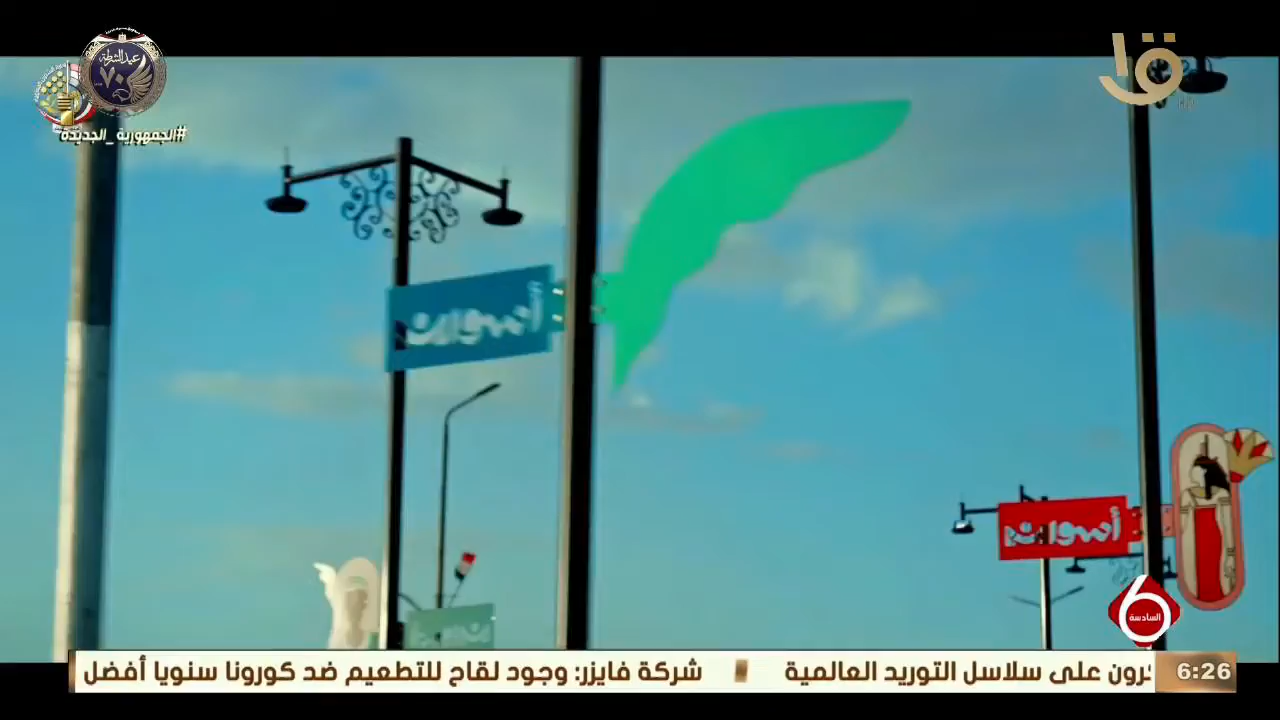 عيد الشرطة
٧٠
#الجمهورية_الجديدة
أسوان
أسوان
السادسة
6
كرون على سلاسل التوريد العالمية
شركة فايزر: وجود لقاح للتطعيم ضد كورونا سنويا أفضل
6:26